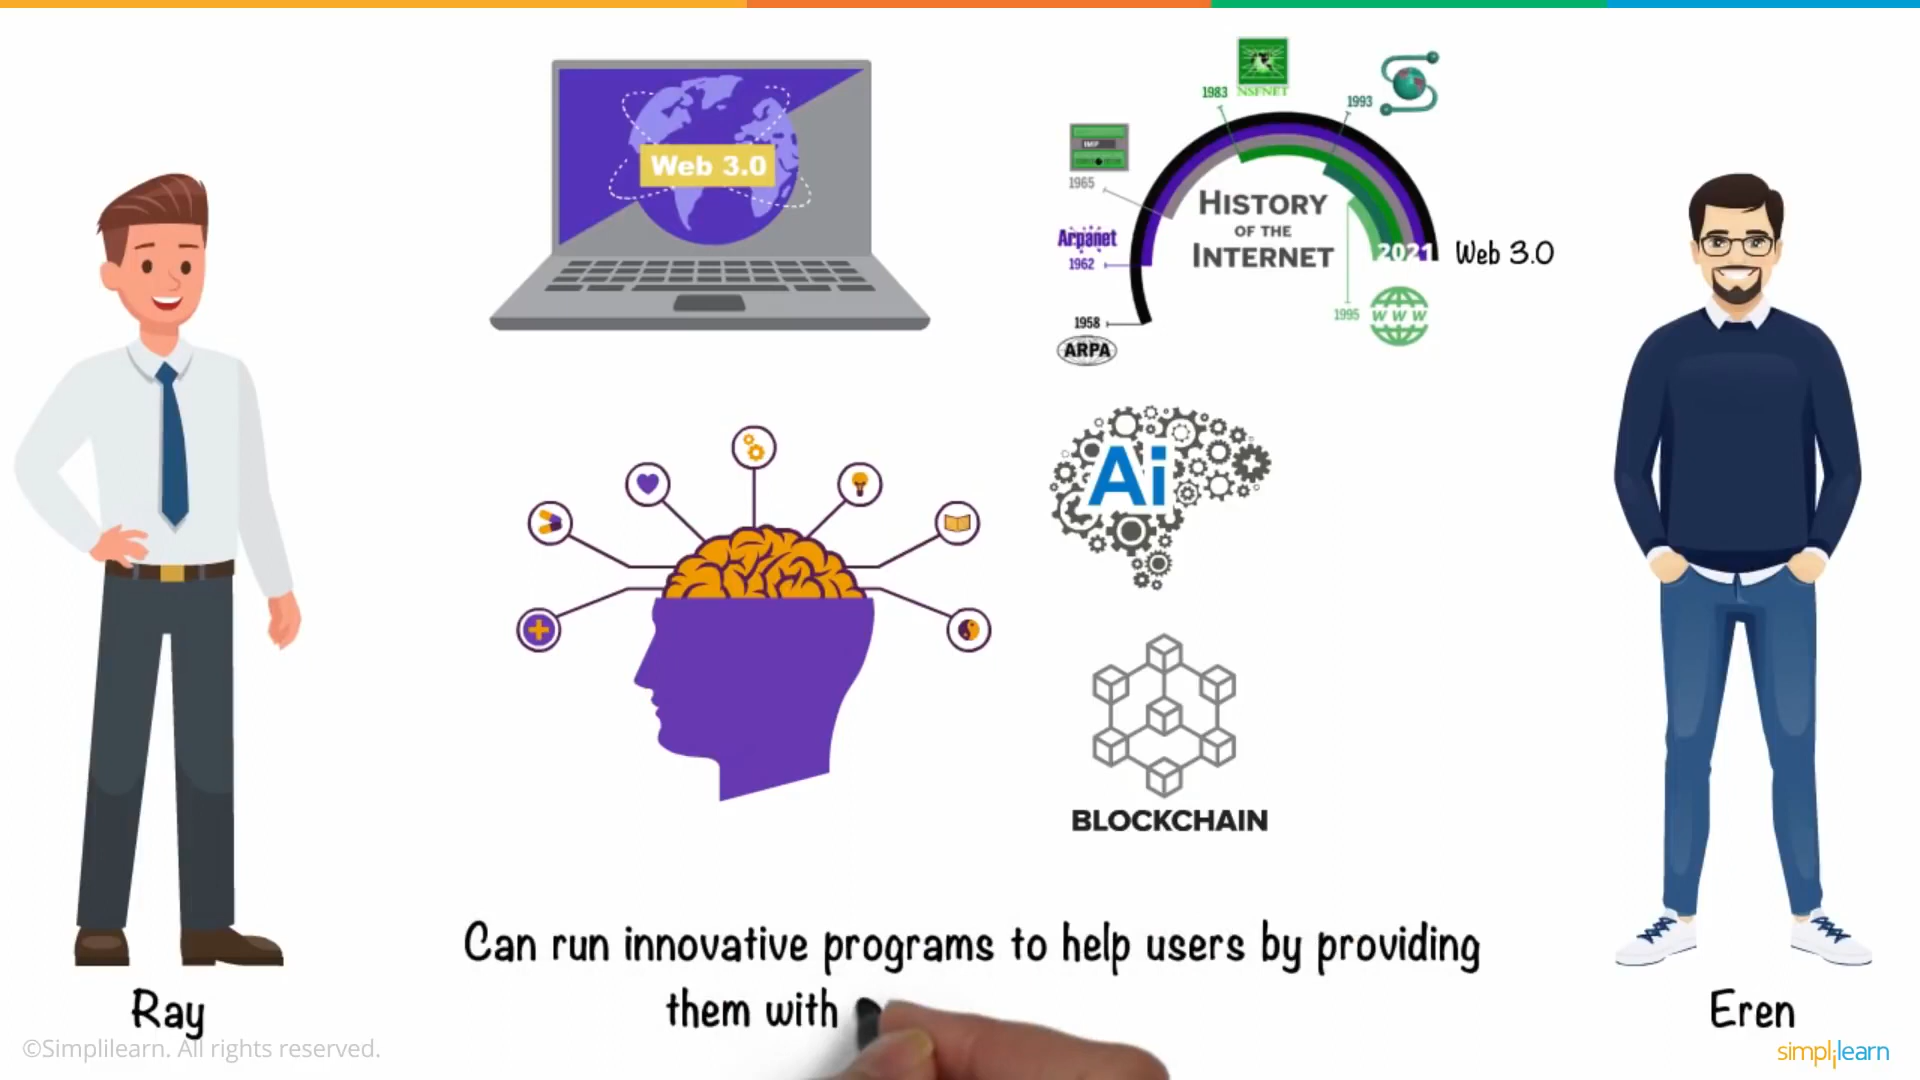 Web 3.0
1983
NSFNET
1993
IMP
1965
HISTORY
OF THE
INTERNET
Arpanet
1962
2021
Web 3.0
1995
WWW
1958
ARPA
Ai
BLOCKCHAIN
Can run innovative programs to help users by providing
them with
Ray
Eren
©Simplilearn. All rights reserved.
simplilearn